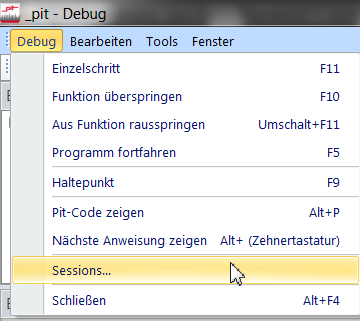 _pit - Debug
Debug Bearbeiten Tools Fenster
Einzelschritt F11
Funktion überspringen F10
Aus Funktion rausspringen Umschalt+F11
Programm fortfahren F5
Haltepunkt F9
Pit-Code zeigen Alt+P
Nächste Anweisung zeigen Alt+ (Zehnertastatur)
Sessions...
Schließen Alt+F4